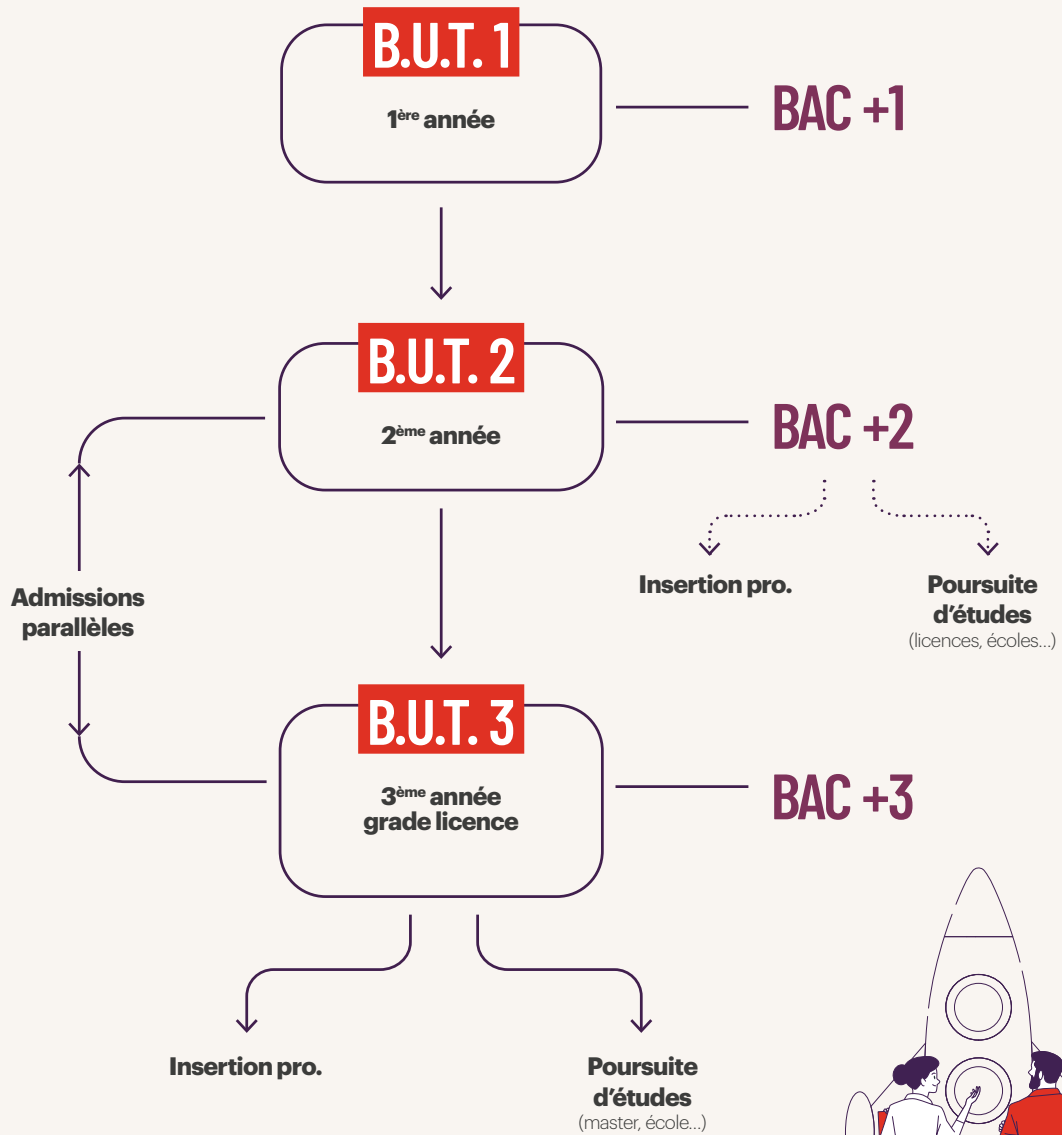 B.U.T. 1
1ère année
BAC +1
B.U.T. 2
2ème année
BAC +2
Insertion pro.
Poursuite
d'études
(licences, écoles...)
Admissions
parallèles
B.U.T. 3
3ème année
grade licence
BAC +3
Insertion pro.
Poursuite
d'études
(master, école...)